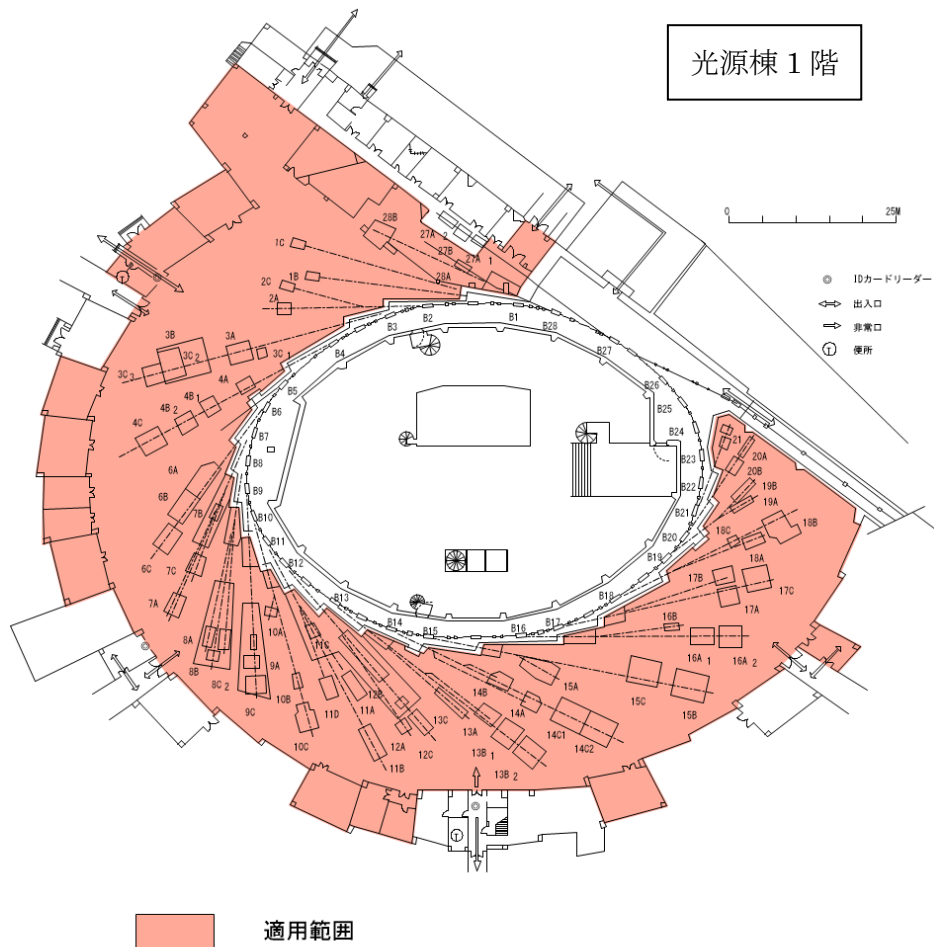 光源棟１階
0 25M
IDカードリーダー
出入口
非常口
T 便所
28B
27A 2
27B
27A 1
28A
1C
1B
2C
2A
3B
3A
3C 2
3C 1
3C 3
4A
4B 1
4B 2
4C
6A
6B
7B
6C
7C
7A
8A
8B
8C 2
9A
9C
10A
10B
10C
11C
11D
11A
11B
12B
12A
12C
13C
13A
13B 1
13B 2
14B
14A
14C1
14C2
15A
15C
15B
16B
16A 1
16A 2
17B
17A
17C
18C
18A
18B
19A
19B
20B
20A
21
B1
B2
B3
B4
B5
B6
B7
B8
B9
B10
B11
B12
B13
B14
B15
B16
B17
B18
B19
B20
B21
B22
B23
B24
B25
B26
B27
B28
T
T
適用範囲